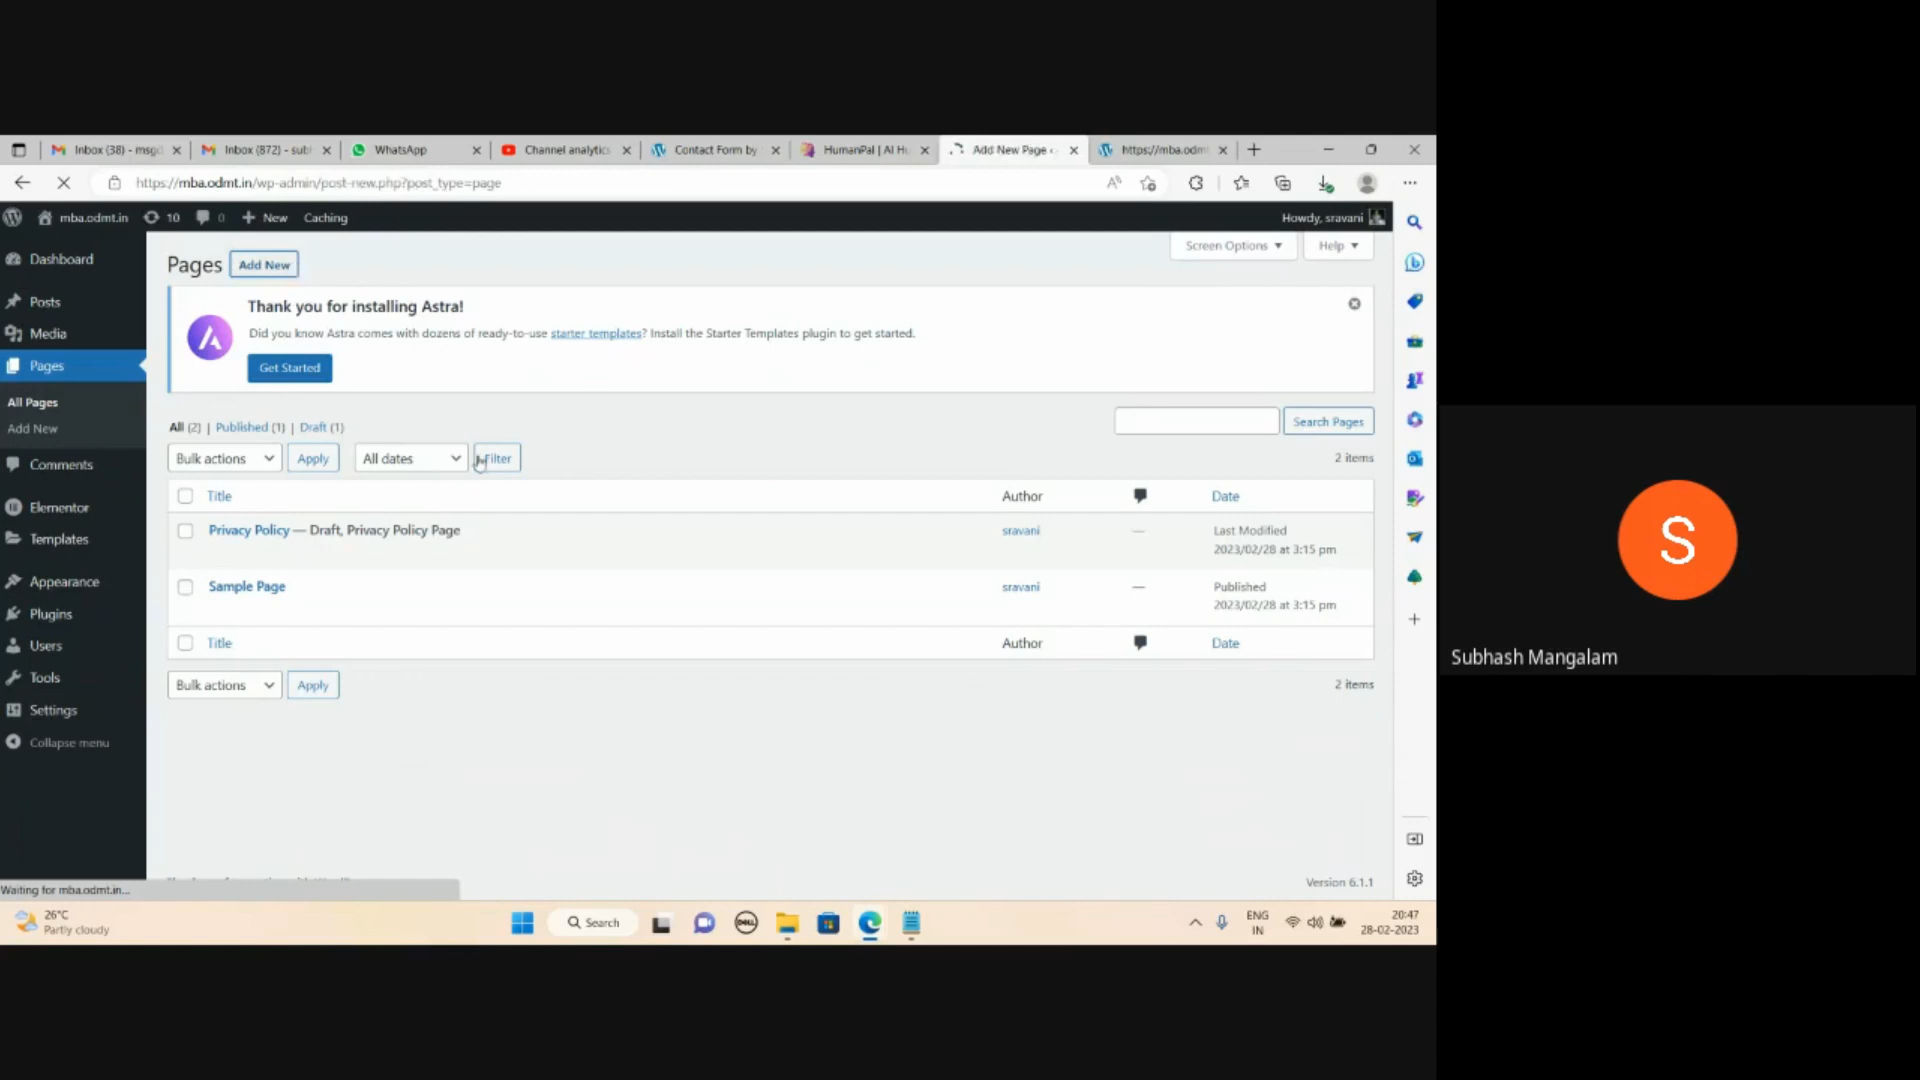 Inbox (38) - msgd
Inbox (872) - sub
WhatsApp
Channel analytics
Contact Form by
HumanPal | AI Hu
Add New Page
https://mba.odmt
https://mba.odmt.in/wp-admin/post-new.php?post_type=page
mba.odmt.in
10
0
New
Caching
Howdy, sravani
Dashboard
Posts
Media
Pages
All Pages
Add New
Comments
Elementor
Templates
Appearance
Plugins
Users
Tools
Settings
Collapse menu
Pages
Add New
Screen Options
Help
Thank you for installing Astra!
Did you know Astra comes with dozens of ready-to-use starter templates? Install the Starter Templates plugin to get started.
Get Started
All (2) | Published (1) | Draft (1)
Search Pages
Bulk actions
Apply
All dates
Filter
2 items
Title
Author
Date
Privacy Policy — Draft, Privacy Policy Page
sravani
—
Last Modified
2023/02/28 at 3:15 pm
Sample Page
sravani
—
Published
2023/02/28 at 3:15 pm
Title
Author
Date
Bulk actions
Apply
2 items
Version 6.1.1
Waiting for mba.odmt.in...
26°C
Partly cloudy
Search
DELL
ENG
IN
20:47
28-02-2023
S
Subhash Mangalam